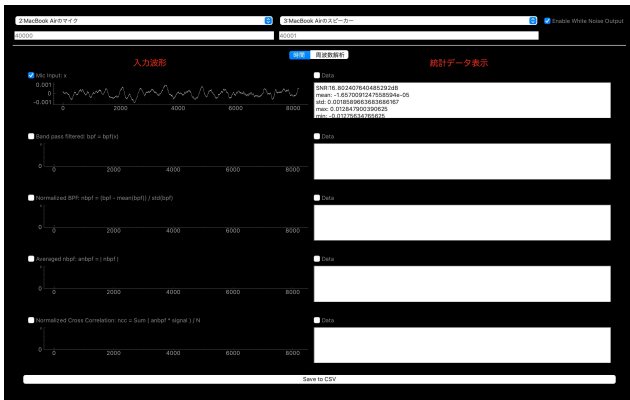 2:MacBook Airのマイク
3:MacBook Airのスピーカー
Enable White Noise Output
40000
40001
時間 周波数解析
入力波形
統計データ表示
Mic Input: x
0.001
0
-0.001
0 2000 4000 6000 8000
Data
SNR:16.802407640485292dB
mean: -1.6570091247558594e-05
std: 0.0018589663683686167
max: 0.012847900390625
min: -0.01275634765625
Band pass filtered: bpf = bpf(x)
0
0 2000 4000 6000 8000
Data
Normalized BPF: nbpf = (bpf - mean(bpf)) / std(bpf)
0
0 2000 4000 6000 8000
Data
Averaged nbpf: anbpf = | nbpf |
0
0 2000 4000 6000 8000
Data
Normalized Cross Correlation: ncc = Sum ( anbpf * signal ) / N
0
0 2000 4000 6000 8000
Data
Save to CSV